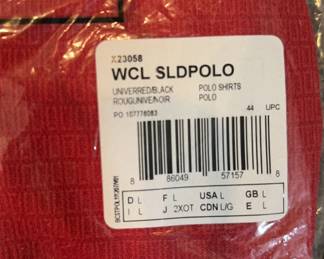 X23058
WCL SLDPOLO
UNIVERRED/BLACK POLO SHIRTS
ROUGUNIVE/NOIR POLO
PO 107776083
44 UPC
8 86049 57157 8
D L F L USA L GB L
I L J 2XOT CDN L/G E L